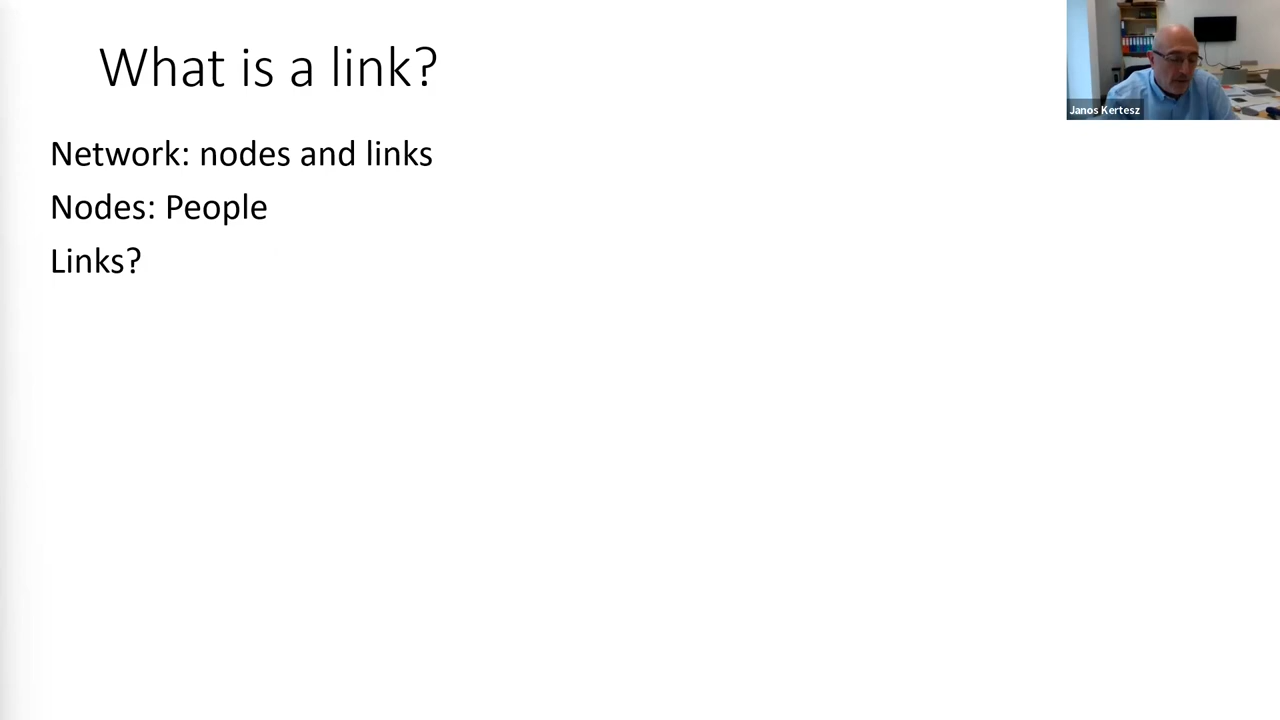 What is a link?
Network: nodes and links
Nodes: People
Links?
Janos Kertesz